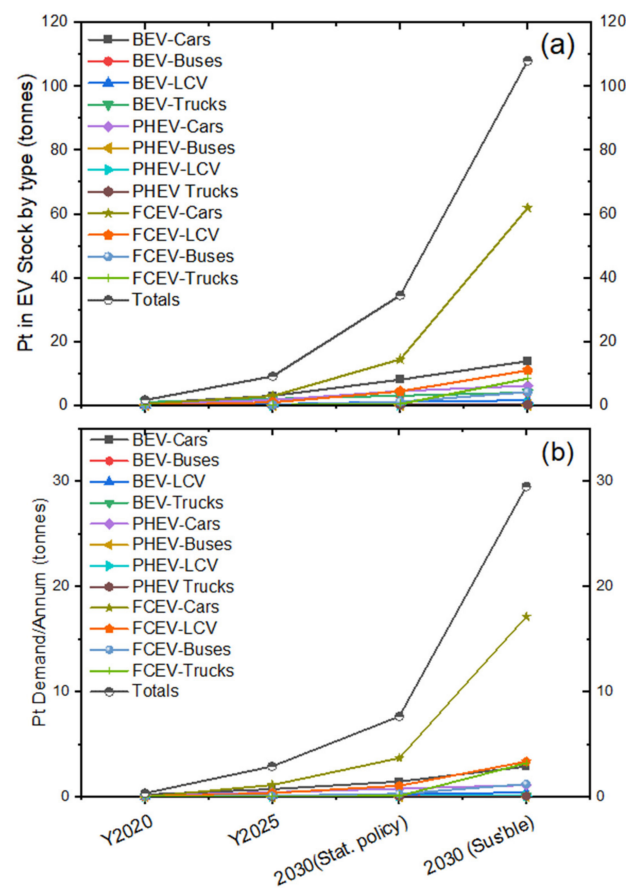 120
120
(a)
BEV-Cars
BEV-Buses
BEV-LCV
BEV-Trucks
PHEV-Cars
PHEV-Buses
PHEV-LCV
PHEV Trucks
FCEV-Cars
FCEV-LCV
FCEV-Buses
FCEV-Trucks
Totals
Pt in EV Stock by type (tonnes)
100
80
60
40
20
0
100
80
60
40
20
0
(b)
BEV-Cars
BEV-Buses
BEV-LCV
BEV-Trucks
PHEV-Cars
PHEV-Buses
PHEV-LCV
PHEV Trucks
FCEV-Cars
FCEV-LCV
FCEV-Buses
FCEV-Trucks
Totals
Pt Demand/Annum (tonnes)
30
20
10
0
30
20
10
0
Y2020
Y2025
2030(Stat. policy)
2030 (Sus'ble)